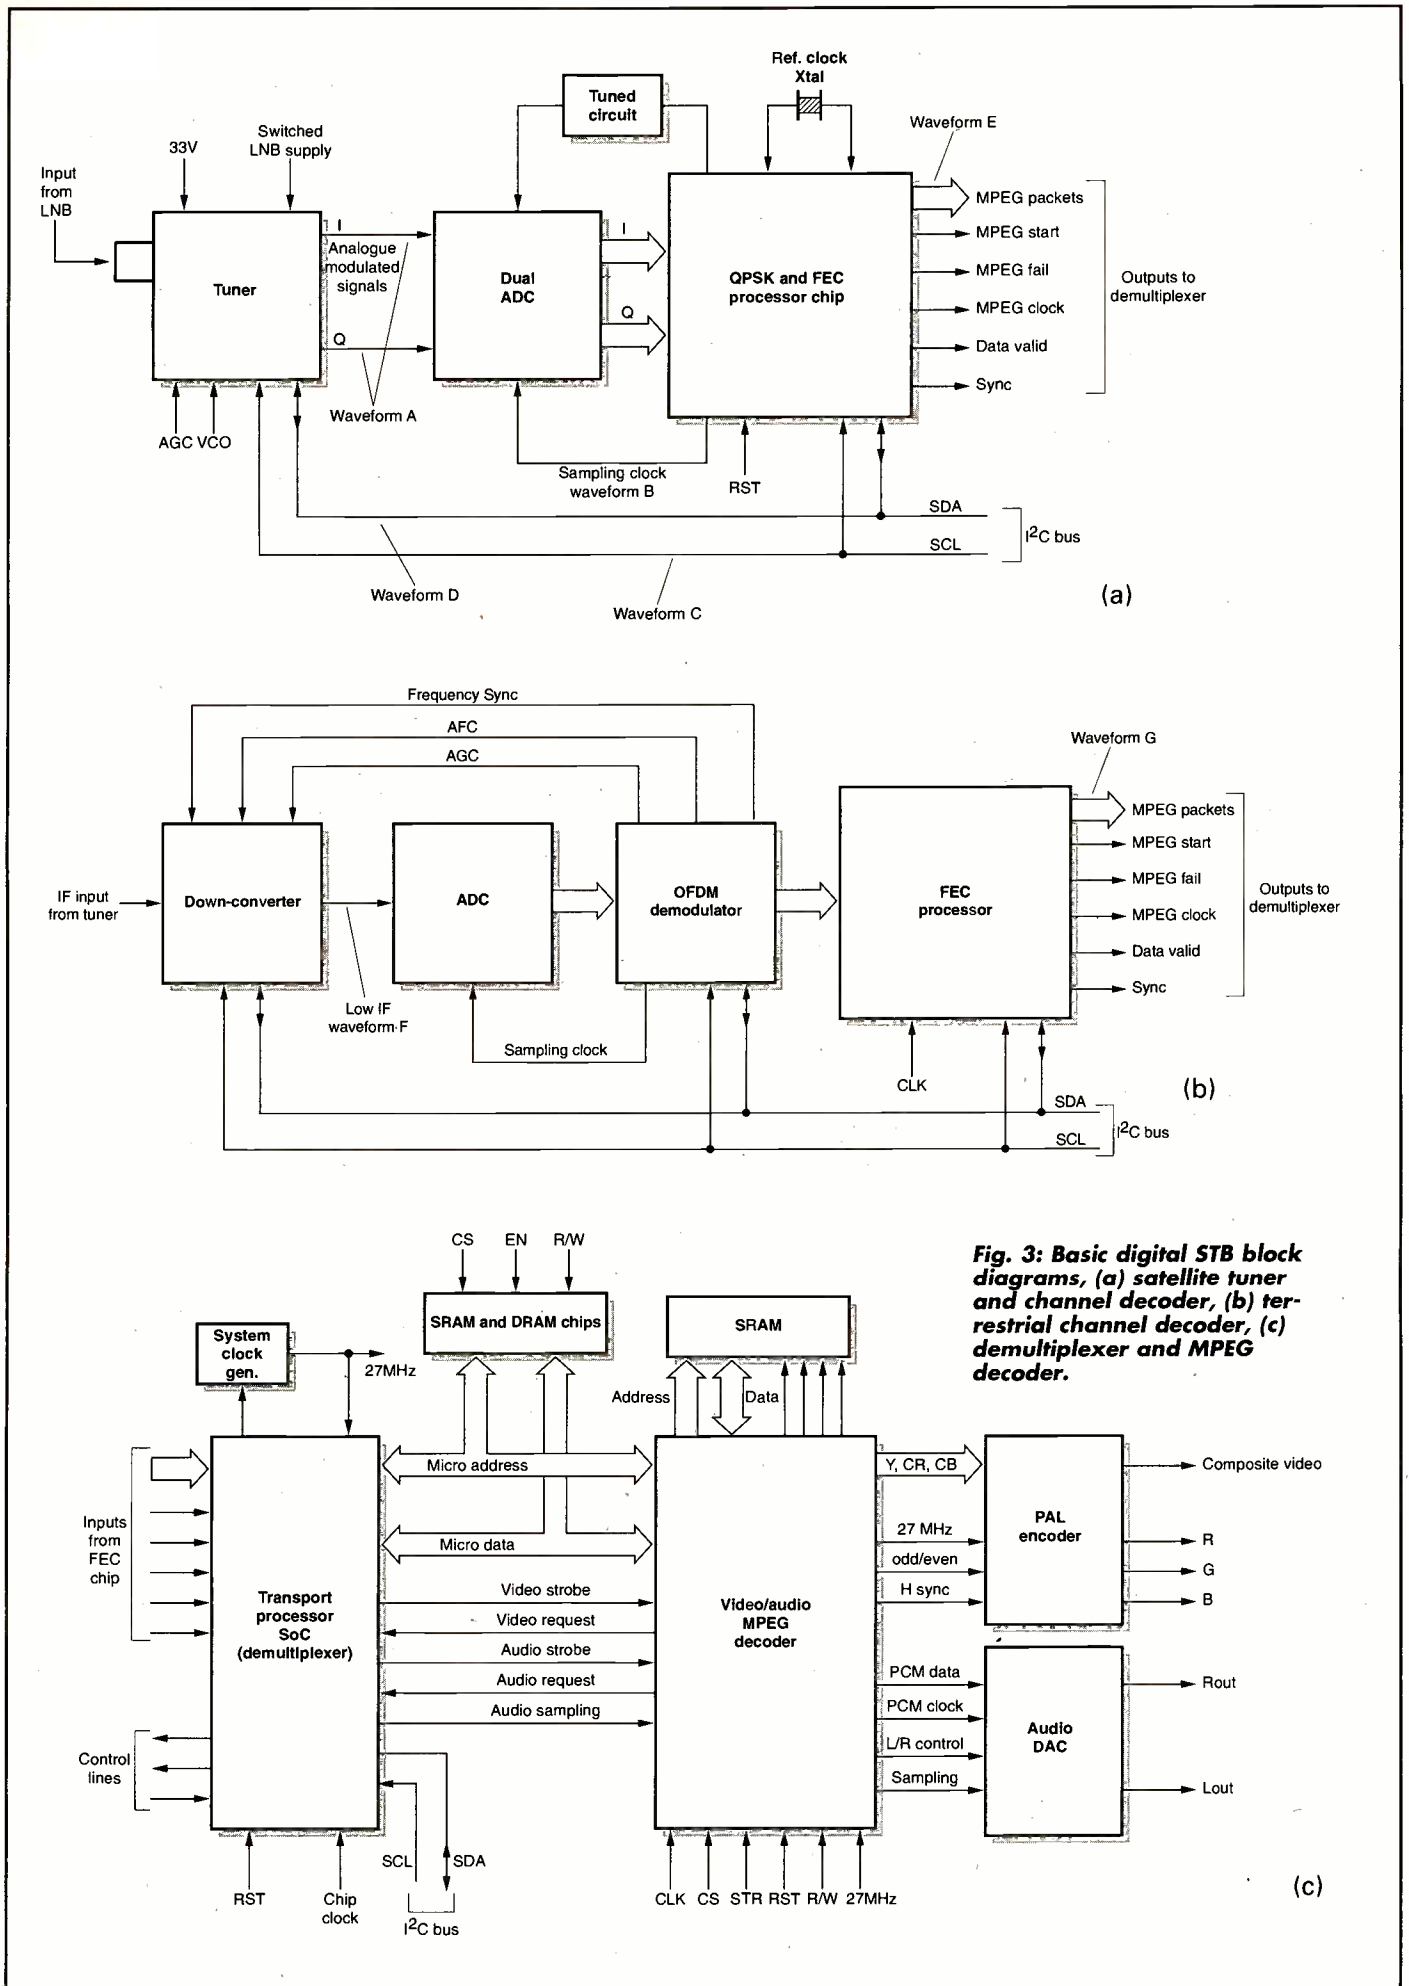 Ref. clock
Xtal
Tuned
circuit
Waveform E
Switched
LNB supply
33V
Input
from
LNB
I
Analogue
modulated
signals
Tuner
Q
Dual
ADC
I
Q
QPSK and FEC
processor chip
MPEG packets
MPEG start
MPEG fail
MPEG clock
Data valid
Sync
Outputs to
demultiplexer
Waveform A
AGC VCO
Sampling clock
waveform B
RST
SDA
SCL
I²C bus
Waveform D
Waveform C
(a)
Frequency Sync
AFC
AGC
Waveform G
IF input
from tuner
Down-converter
ADC
OFDM
demodulator
FEC
processor
MPEG packets
MPEG start
MPEG fail
MPEG clock
Data valid
Sync
Outputs to
demultiplexer
Low IF
waveform F
Sampling clock
CLK
SDA
SCL
I²C bus
(b)
Fig. 3: Basic digital STB block
diagrams, (a) satellite tuner
and channel decoder, (b) ter-
restrial channel decoder, (c)
demultiplexer and MPEG
decoder.
CS EN R/W
SRAM and DRAM chips
SRAM
System
clock
gen.
27MHz
Address
Data
Micro address
Micro data
Inputs
from
FEC
chip
Transport
processor
SoC
(demultiplexer)
Video strobe
Video request
Audio strobe
Audio request
Audio sampling
Video/audio
MPEG
decoder
Y, CR, CB
27 MHz
odd/even
H sync
PAL
encoder
Composite video
R
G
B
PCM data
PCM clock
L/R control
Sampling
Audio
DAC
Rout
Lout
Control
lines
RST
Chip
clock
SCL
SDA
I²C bus
CLK CS STR RST R/W 27MHz
(c)